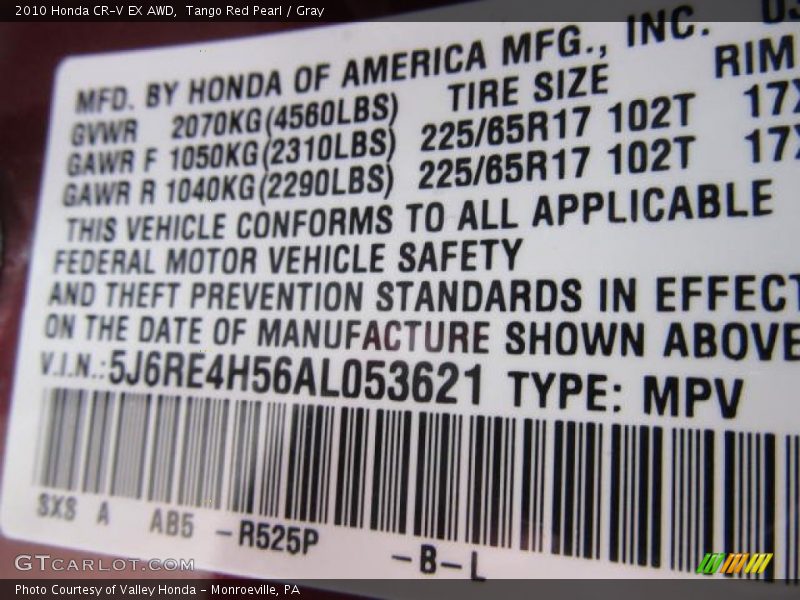 2010 Honda CR-V EX AWD,  Tango Red Pearl / Gray
MFD. BY HONDA OF AMERICA MFG., INC.
TIRE SIZE RIM
GVWR 2070KG(4560LBS)
GAWR F 1050KG(2310LBS) 225/65R17 102T 17X
GAWR R 1040KG(2290LBS) 225/65R17 102T 17X
THIS VEHICLE CONFORMS TO ALL APPLICABLE
FEDERAL MOTOR VEHICLE SAFETY
AND THEFT PREVENTION STANDARDS IN EFFECT
ON THE DATE OF MANUFACTURE SHOWN ABOVE
V.I.N.:5J6RE4H56AL053621 TYPE: MPV
SXS A AB5 -R525P -B-L
GTCARLOT.COM
Photo Courtesy of Valley Honda - Monroeville, PA